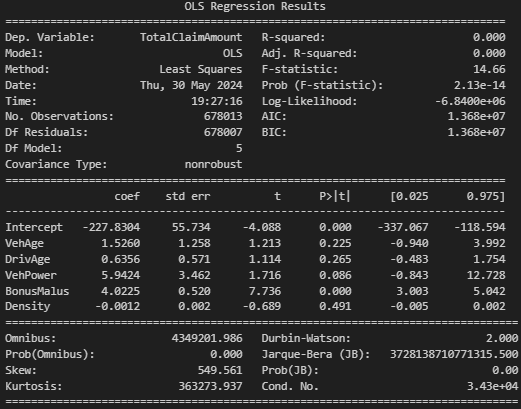 OLS Regression Results
==============================================================================
Dep. Variable: TotalClaimAmount R-squared: 0.000
Model: OLS Adj. R-squared: 0.000
Method: Least Squares F-statistic: 14.66
Date: Thu, 30 May 2024 Prob (F-statistic): 2.13e-14
Time: 19:27:16 Log-Likelihood: -6.8400e+06
No. Observations: 678013 AIC: 1.368e+07
Df Residuals: 678007 BIC: 1.368e+07
Df Model: 5
Covariance Type: nonrobust
==============================================================================
coef std err t P>|t| [0.025 0.975]
------------------------------------------------------------------------------
Intercept -227.8304 55.734 -4.088 0.000 -337.067 -118.594
VehAge 1.5260 1.258 1.213 0.225 -0.940 3.992
DrivAge 0.6356 0.571 1.114 0.265 -0.483 1.754
VehPower 5.9424 3.462 1.716 0.086 -0.843 12.728
BonusMalus 4.0225 0.520 7.736 0.000 3.003 5.042
Density -0.0012 0.002 -0.689 0.491 -0.005 0.002
==============================================================================
Omnibus: 4349201.986 Durbin-Watson: 2.000
Prob(Omnibus): 0.000 Jarque-Bera (JB): 3728138710771315.500
Skew: 549.561 Prob(JB): 0.00
Kurtosis: 363273.937 Cond. No. 3.43e+04
==============================================================================